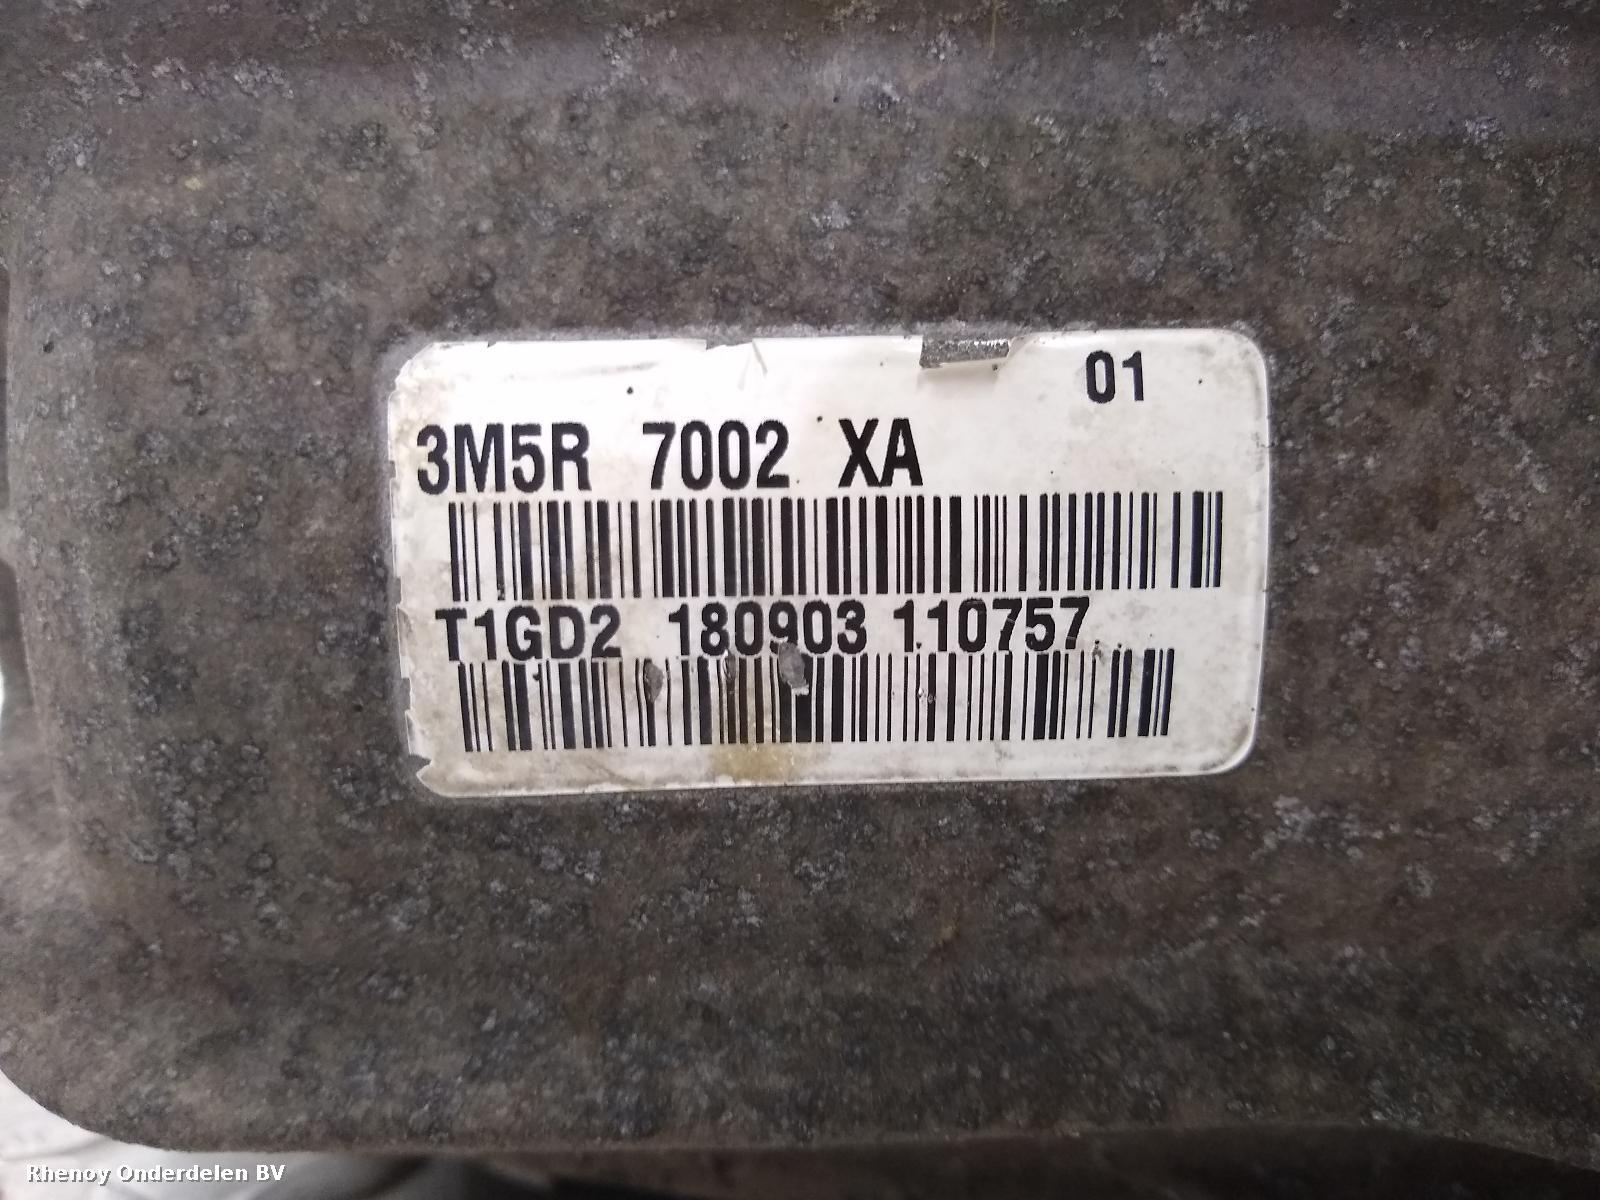 01
3M5R 7002 XA
T1GD2 180903 110757
Rhenoy Onderdelen BV